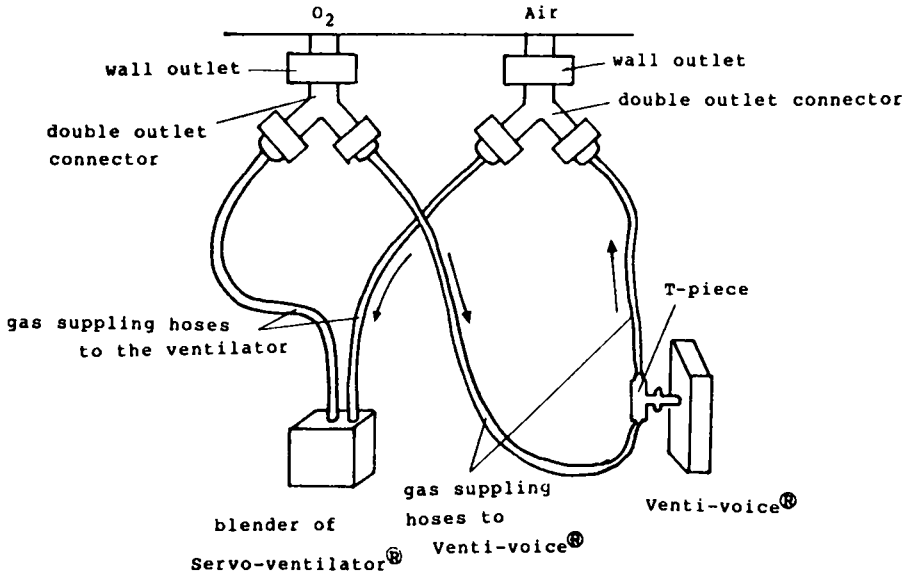 O2
Air
wall outlet
wall outlet
double outlet
connector
double outlet connector
T-piece
gas suppling hoses
to the ventilator
gas suppling
hoses to
Venti-voice®
Venti-voice®
blender of
Servo-ventilator®